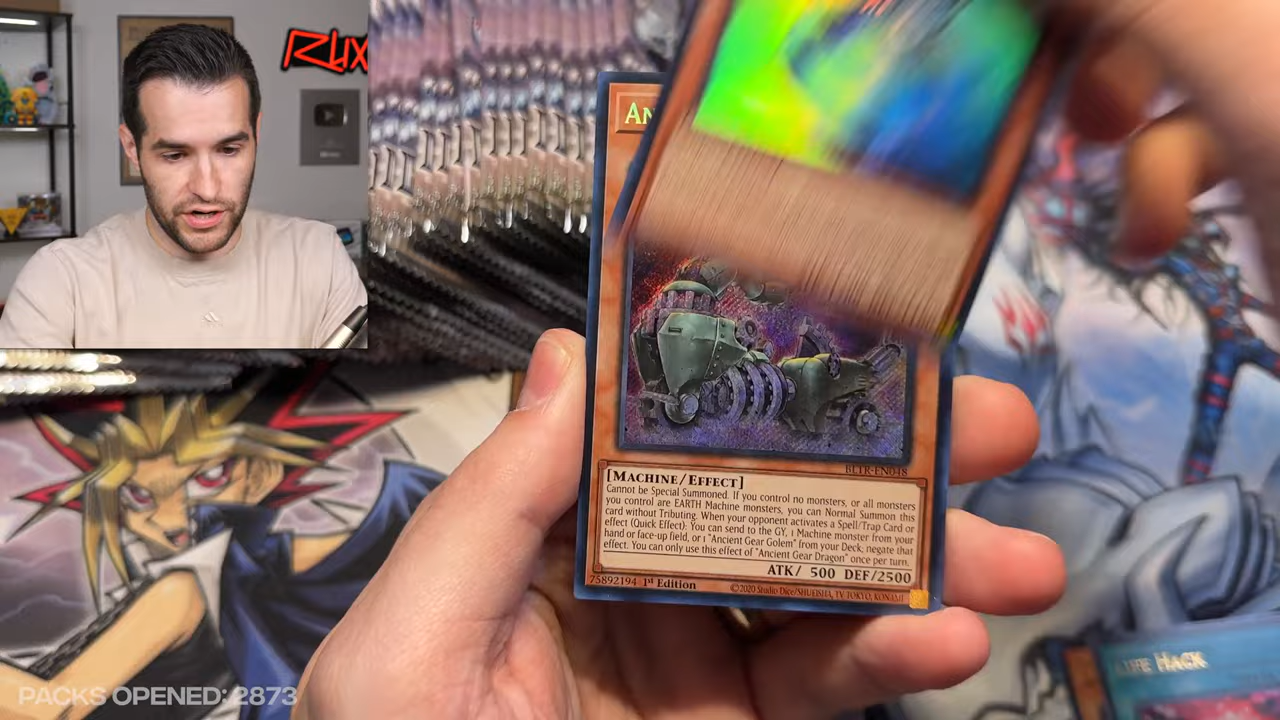 RUX
AN
BLTR-EN048
[MACHINE/EFFECT]
Cannot be Special Summoned. If you control no monsters, or all monsters
you control are EARTH Machine monsters, you can Normal Summon this
card without Tributing. When your opponent activates a Spell/Trap Card or
effect (Quick Effect): You can send to the GY, 1 Machine monster from your
hand or face-up field, or 1 "Ancient Gear Golem" from your Deck; negate that
effect. You can only use this effect of "Ancient Gear Dragon" once per turn.
ATK/ 500 DEF/2500
75892194 1st Edition
©2020 Studio Dice/SHUEISHA, TV TOKYO, KONAMI
LIFE HACK
PACKS OPENED: 2873